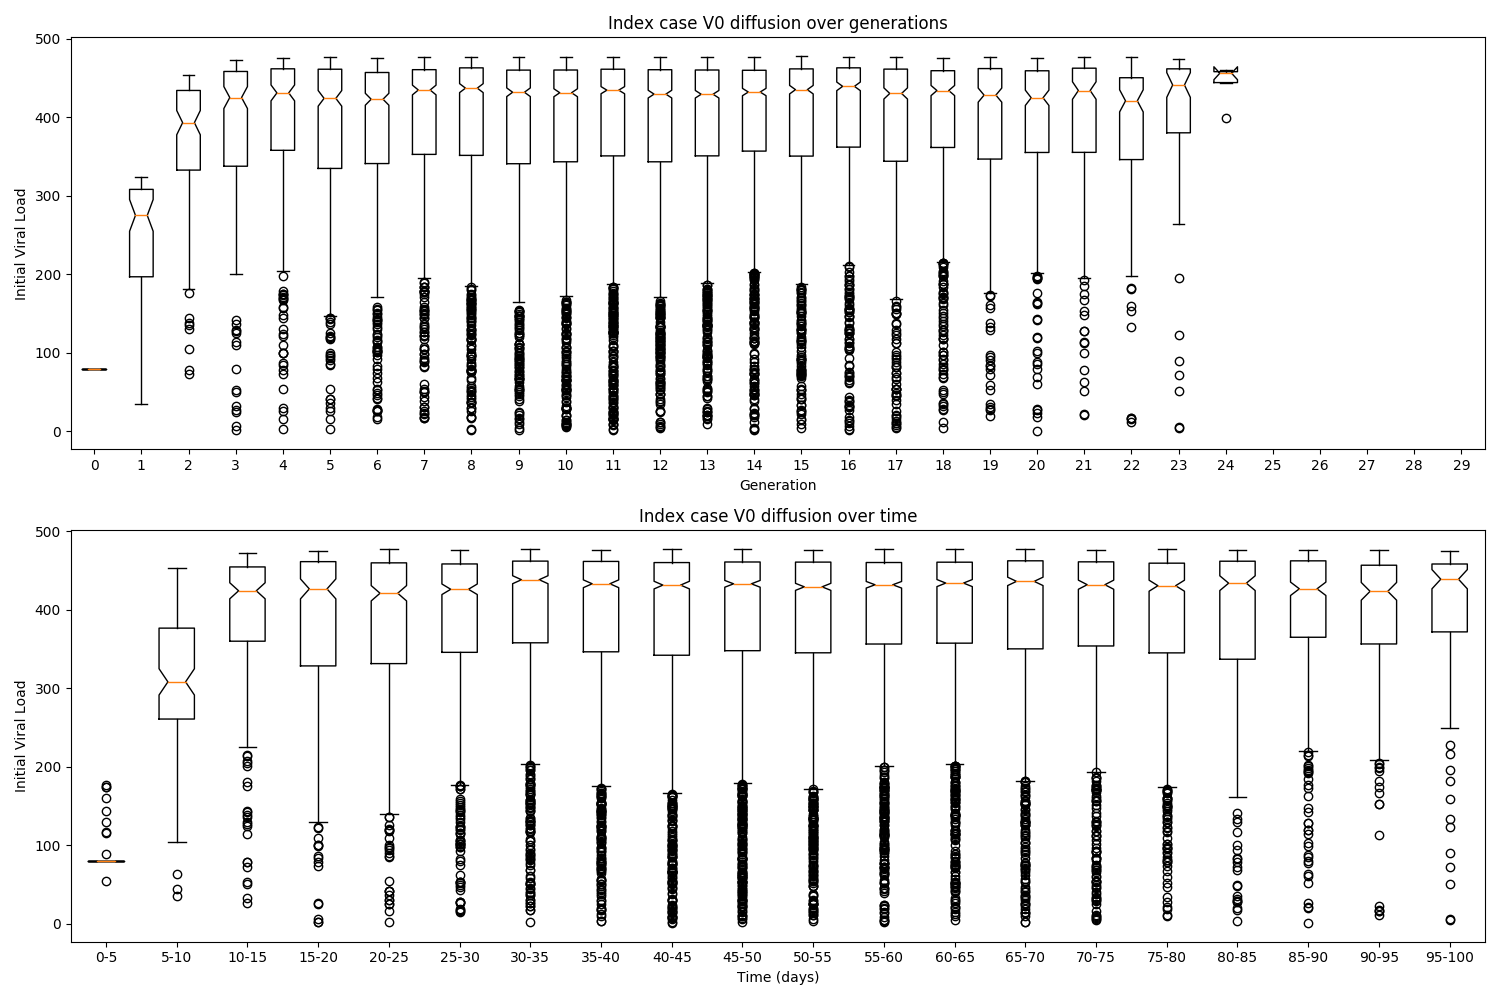 Index case V0 diffusion over generations
500
400
300
200
100
0
Initial Viral Load
0 1 2 3 4 5 6 7 8 9 10 11 12 13 14 15 16 17 18 19 20 21 22 23 24 25 26 27 28 29
Generation
Index case V0 diffusion over time
500
400
300
200
100
0
Initial Viral Load
0-5 5-10 10-15 15-20 20-25 25-30 30-35 35-40 40-45 45-50 50-55 55-60 60-65 65-70 70-75 75-80 80-85 85-90 90-95 95-100
Time (days)